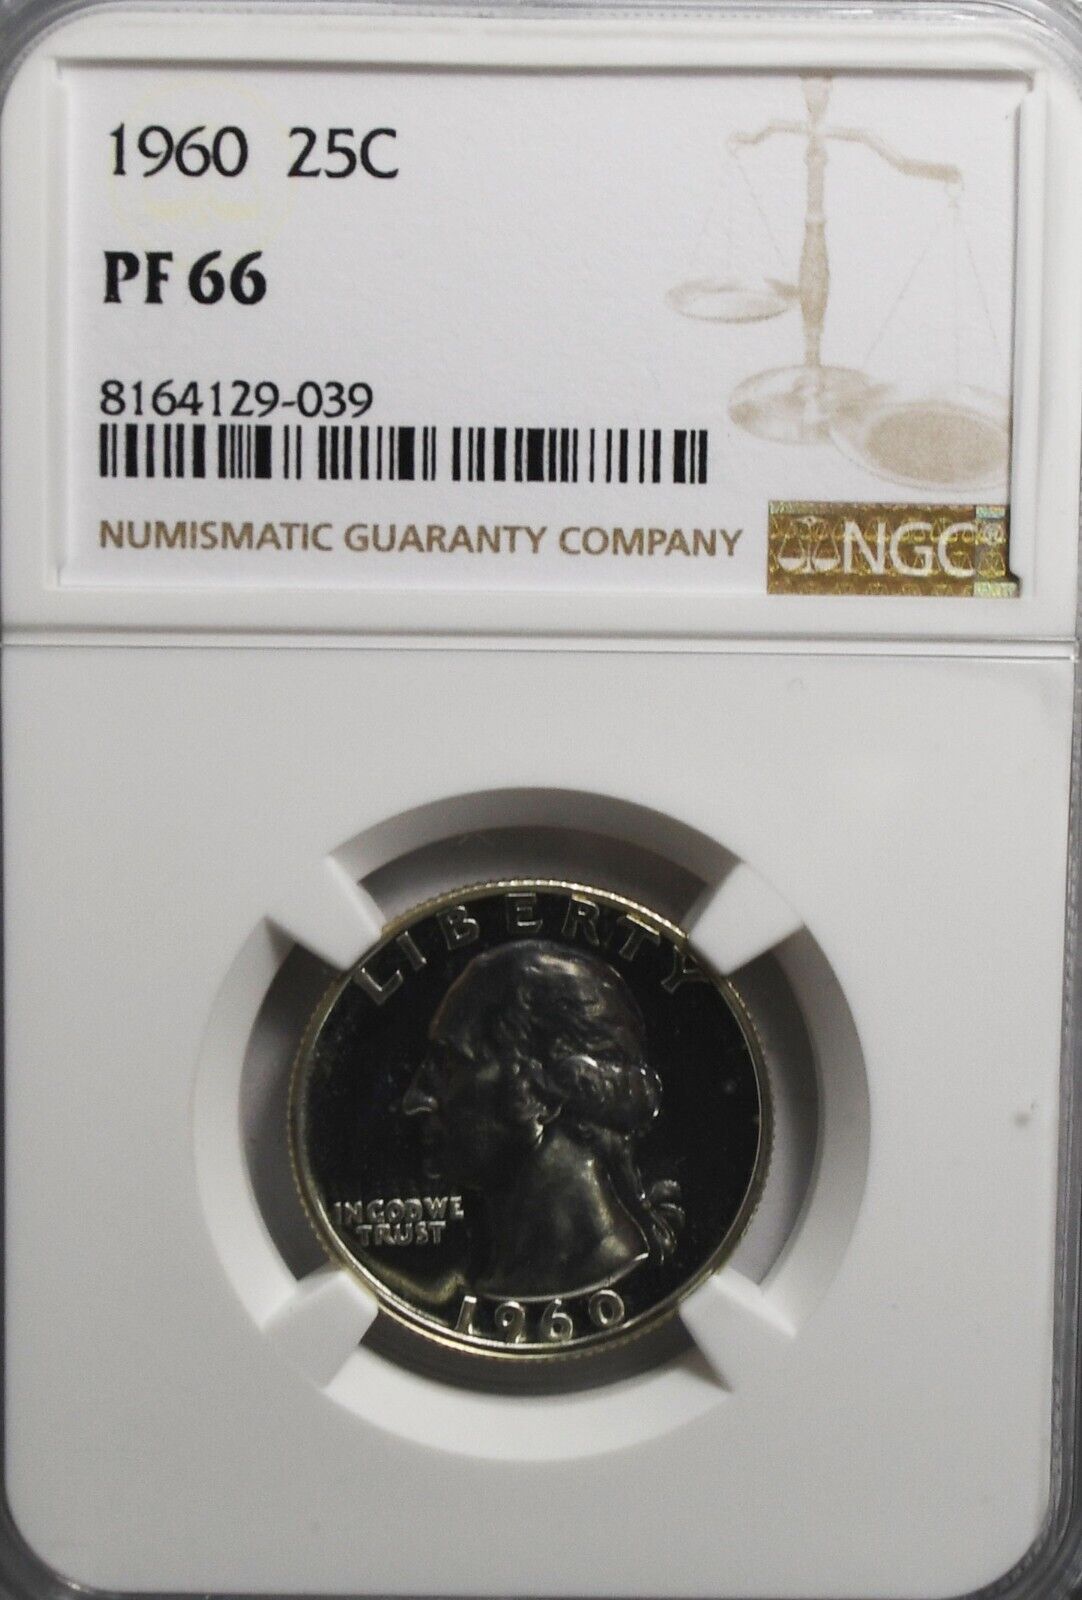 1960 25C
PF 66
8164129-039
NUMISMATIC GUARANTY COMPANY
NGC®
LIBERTY
IN GOD WE
TRUST
1960